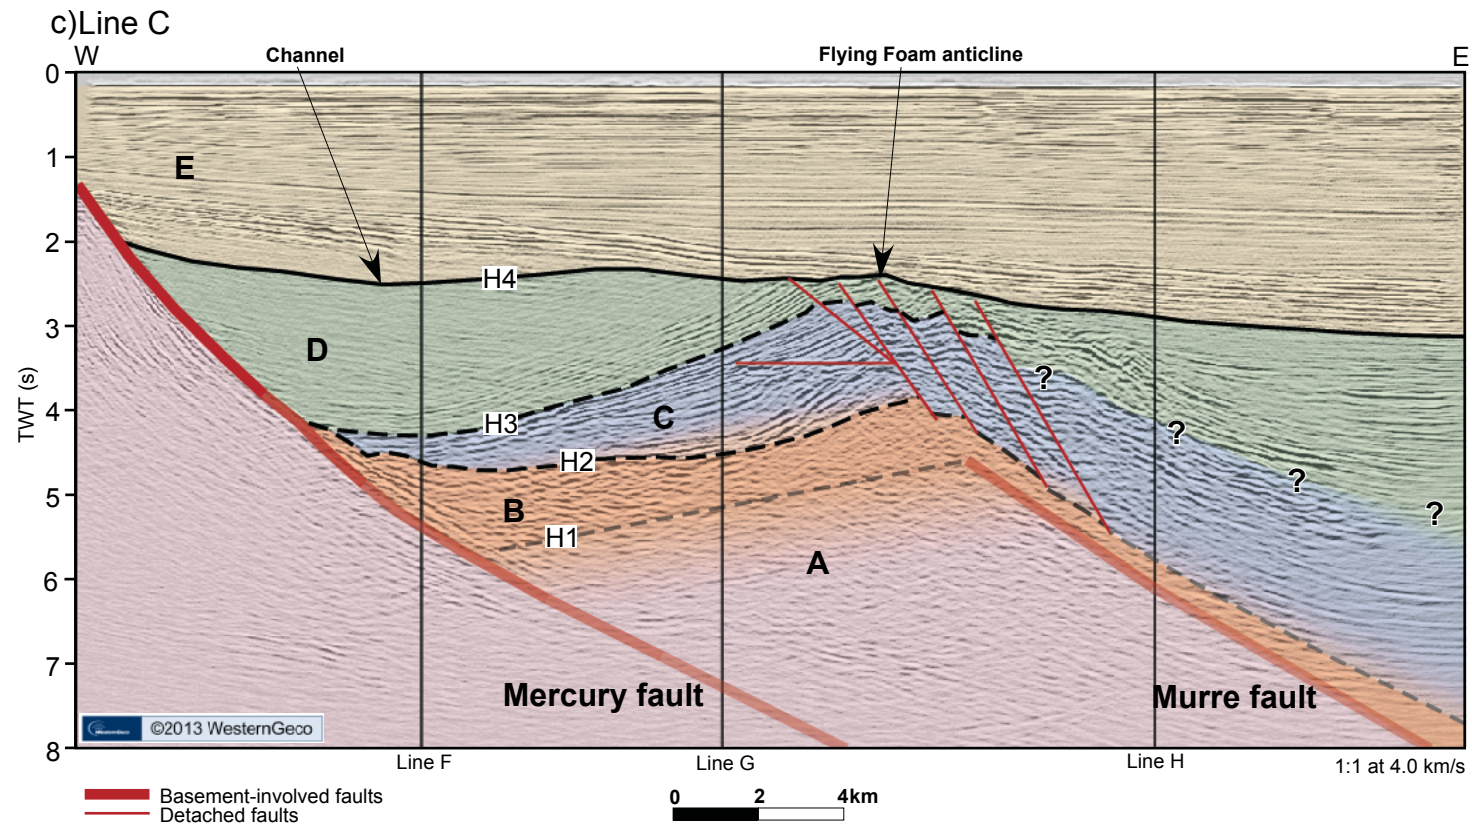 c)Line C
W
E
Channel
Flying Foam anticline
0
1
2
3
4
5
6
7
8
TWT (s)
E
H4
D
H3
C
H2
B
H1
A
?
?
?
?
Mercury fault
Murre fault
WesternGeco
©2013 WesternGeco
Line F
Line G
Line H
1:1 at 4.0 km/s
Basement-involved faults
Detached faults
0 2 4km